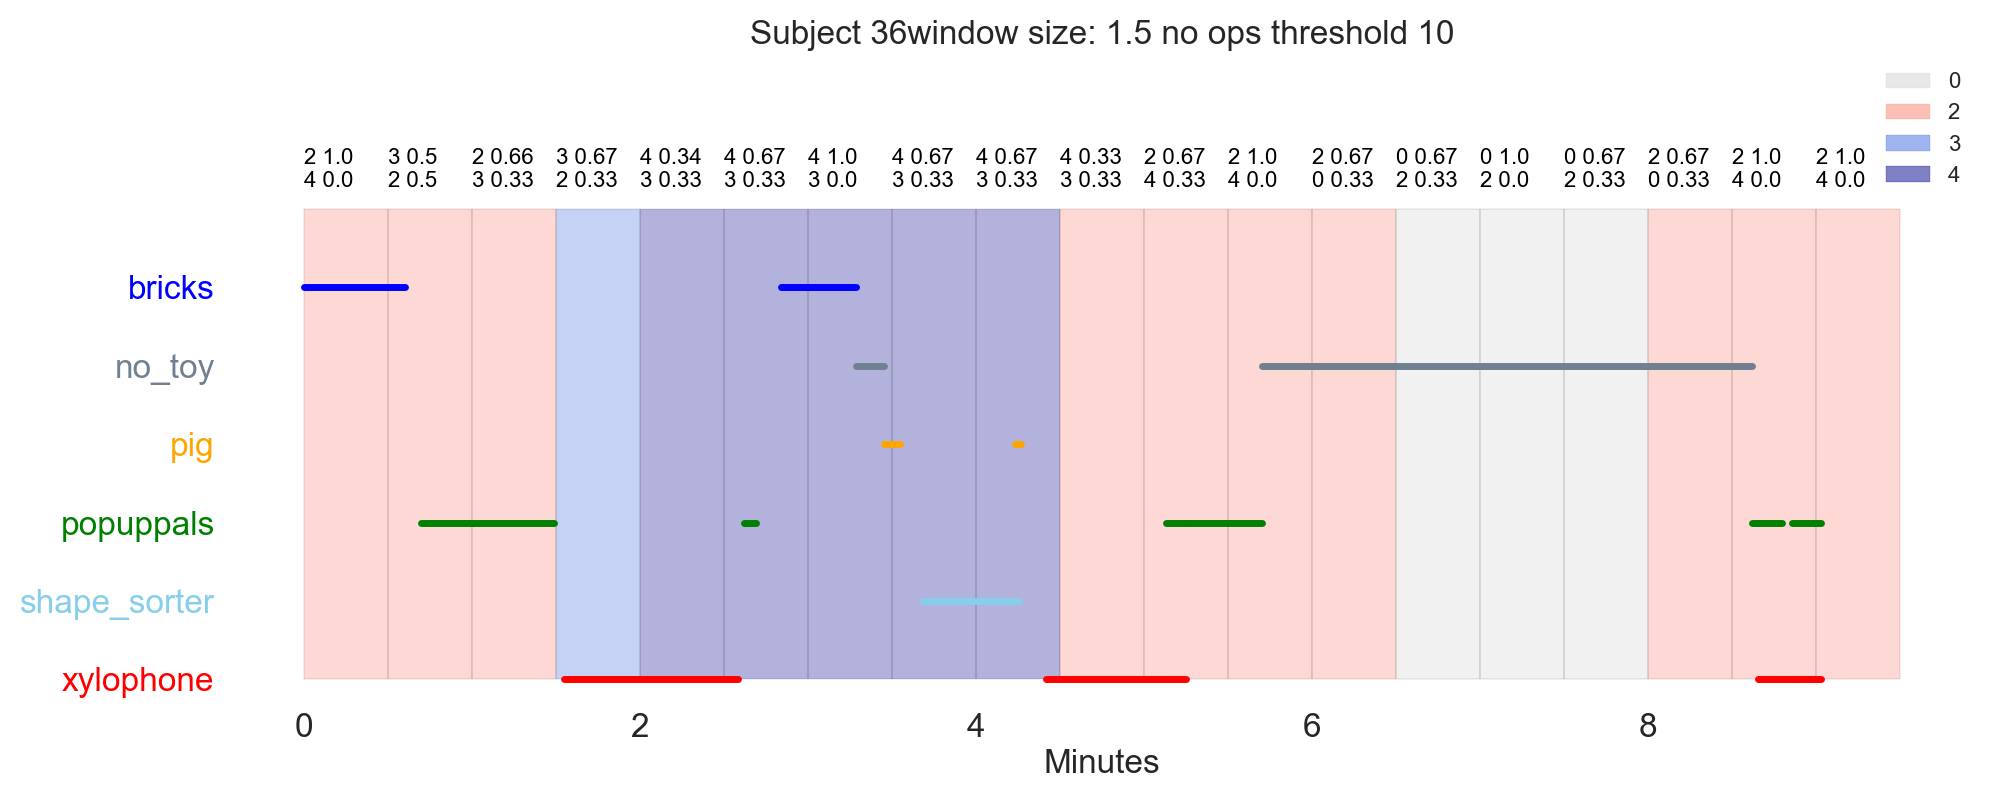 Subject 36window size: 1.5 no ops threshold 10
0
2
3
4
2 1.0 3 0.5 2 0.66 3 0.67 4 0.34 4 0.67 4 1.0 4 0.67 4 0.67 4 0.33 2 0.67 2 1.0 2 0.67 0 0.67 0 1.0 0 0.67 2 0.67 2 1.0 2 1.0
4 0.0 2 0.5 3 0.33 2 0.33 3 0.33 3 0.33 3 0.0 3 0.33 3 0.33 3 0.33 4 0.33 4 0.0 0 0.33 2 0.33 2 0.0 2 0.33 0 0.33 4 0.0 4 0.0
bricks
no_toy
pig
popuppals
shape_sorter
xylophone
0 2 4 6 8
Minutes